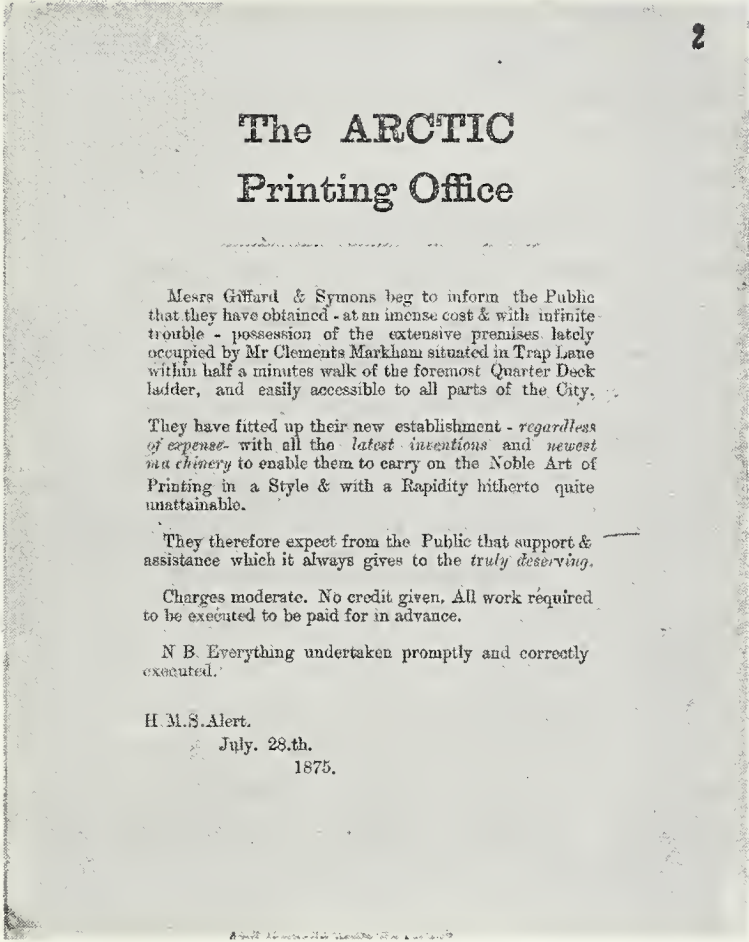 2
The ARCTIC
Printing Office
Mesrs Giffard & Symons beg to inform the Public
that they have obtained - at an imense cost & with infinite
trouble - possession of the extensive premises lately
occupied by Mr Clements Markham situated in Trap Lane
within half a minutes walk of the foremost Quarter Deck
ladder, and easily accessible to all parts of the City.
They have fitted up their new establishment - regardless
of expense- with all the latest intentions and newest
ma chinery to enable them to carry on the Noble Art of
Printing in a Style & with a Rapidity hitherto quite
unattainable.
They therefore expect from the Public that support &
assistance which it always gives to the truly deserving.
Charges moderate. No credit given. All work required
to be executed to be paid for in advance.
N B. Everything undertaken promptly and correctly
executed.
H M.S.Alert.
July. 28.th.
1875.